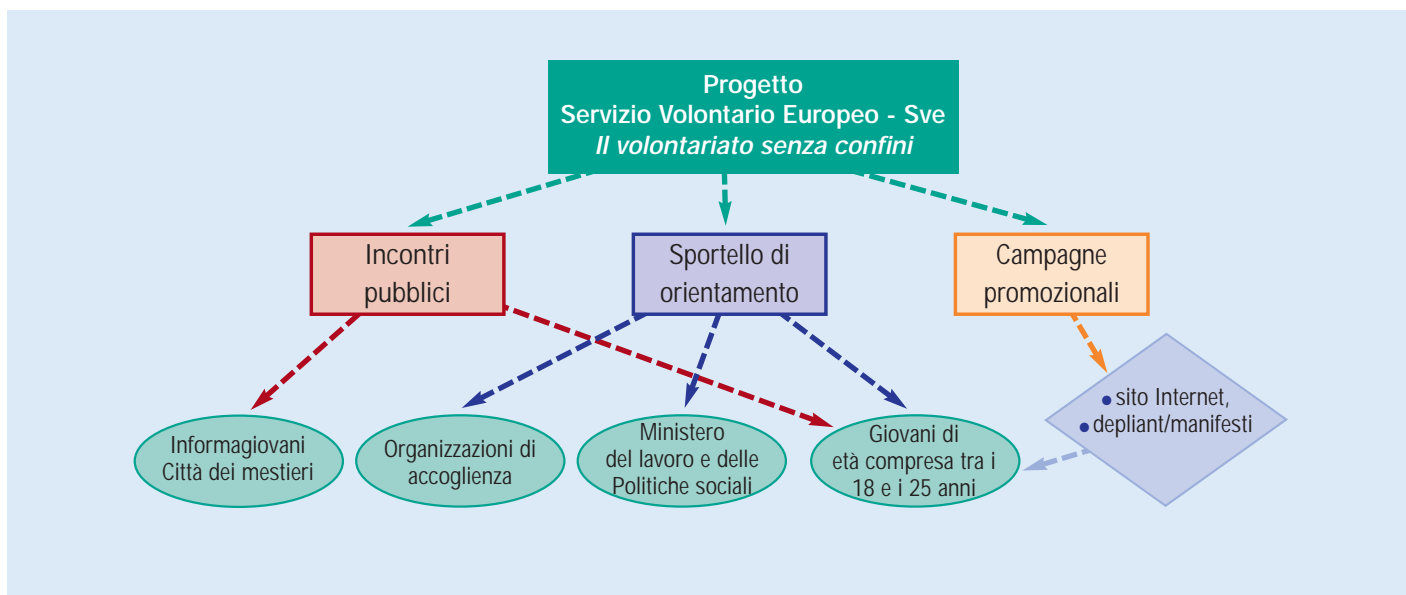 Progetto
Servizio Volontario Europeo - Sve
Il volontariato senza confini
Incontri
pubblici
Sportello di
orientamento
Campagne
promozionali
● sito Internet,
● depliant/manifesti
Informagiovani
Città dei mestieri
Organizzazioni di
accoglienza
Ministero
del lavoro e delle
Politiche sociali
Giovani di
età compresa tra i
18 e i 25 anni